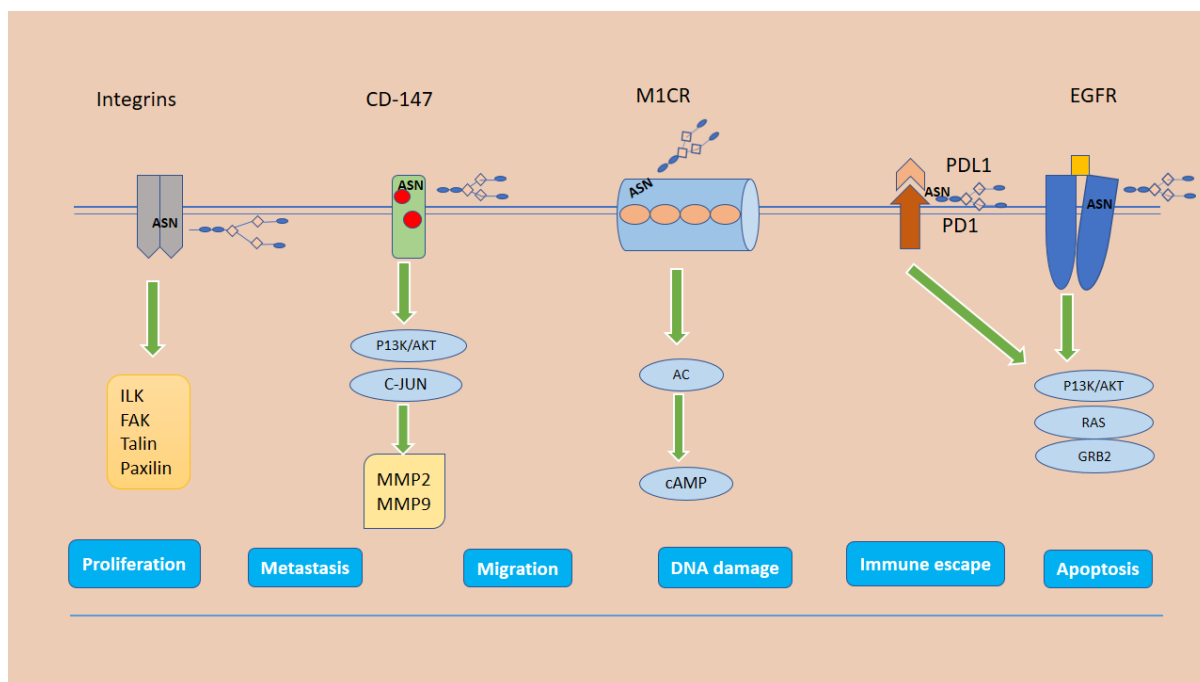 Integrins
CD-147
M1CR
EGFR
PDL1
PD1
ASN
ASN
ASN
ASN
ASN
P13K/AKT
C-JUN
AC
P13K/AKT
RAS
GRB2
ILK
FAK
Talin
Paxilin
MMP2
MMP9
cAMP
Proliferation
Metastasis
Migration
DNA damage
Immune escape
Apoptosis